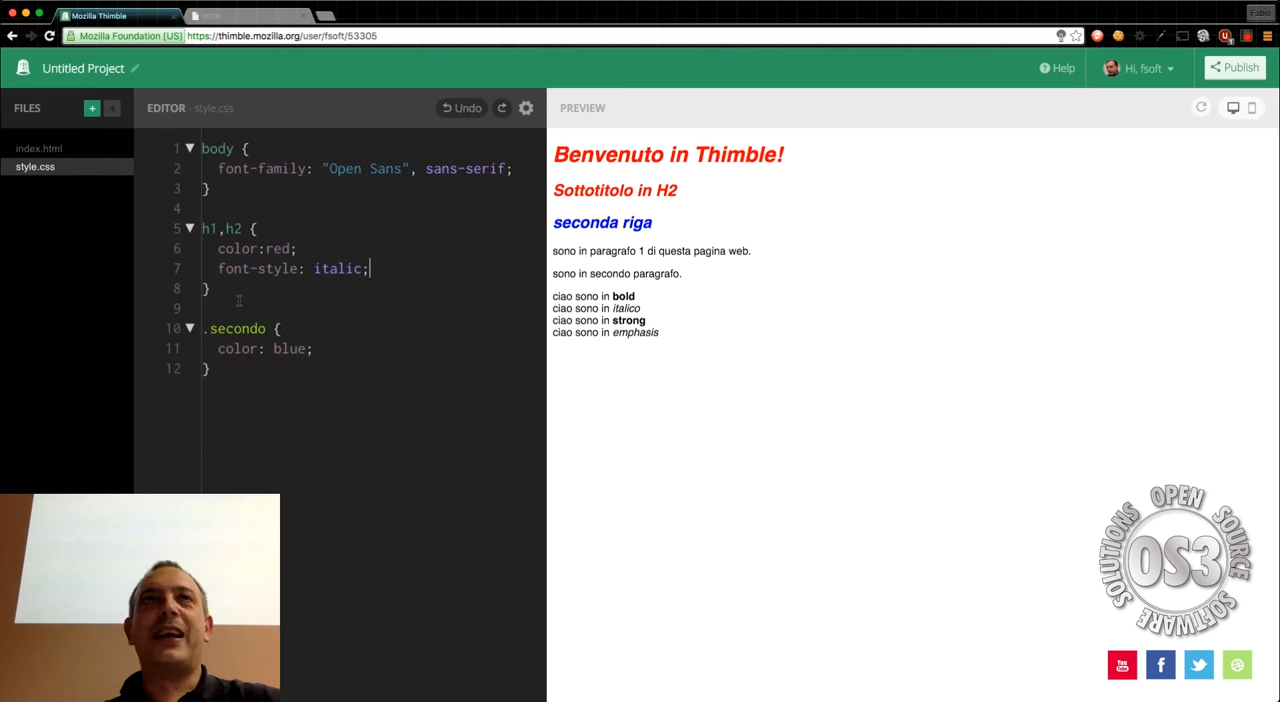 Mozilla Thimble
Fabio
Mozilla Foundation [US] https://thimble.mozilla.org/user/fsoft/53305
Untitled Project
Help
Hi, fsoft
Publish
FILES
EDITOR - style.css
Undo
PREVIEW
index.html
style.css
1 body {
2 font-family: "Open Sans", sans-serif;
3 }
4
5 h1,h2 {
6 color:red;
7 font-style: italic;
8 }
9
10 .secondo {
11 color: blue;
12 }
Benvenuto in Thimble!
Sottotitolo in H2
seconda riga
sono in paragrafo 1 di questa pagina web.
sono in secondo paragrafo.
ciao sono in bold
ciao sono in italico
ciao sono in strong
ciao sono in emphasis
OPEN SOURCE SOFTWARE SOLUTIONS
OS3
You Tube
f